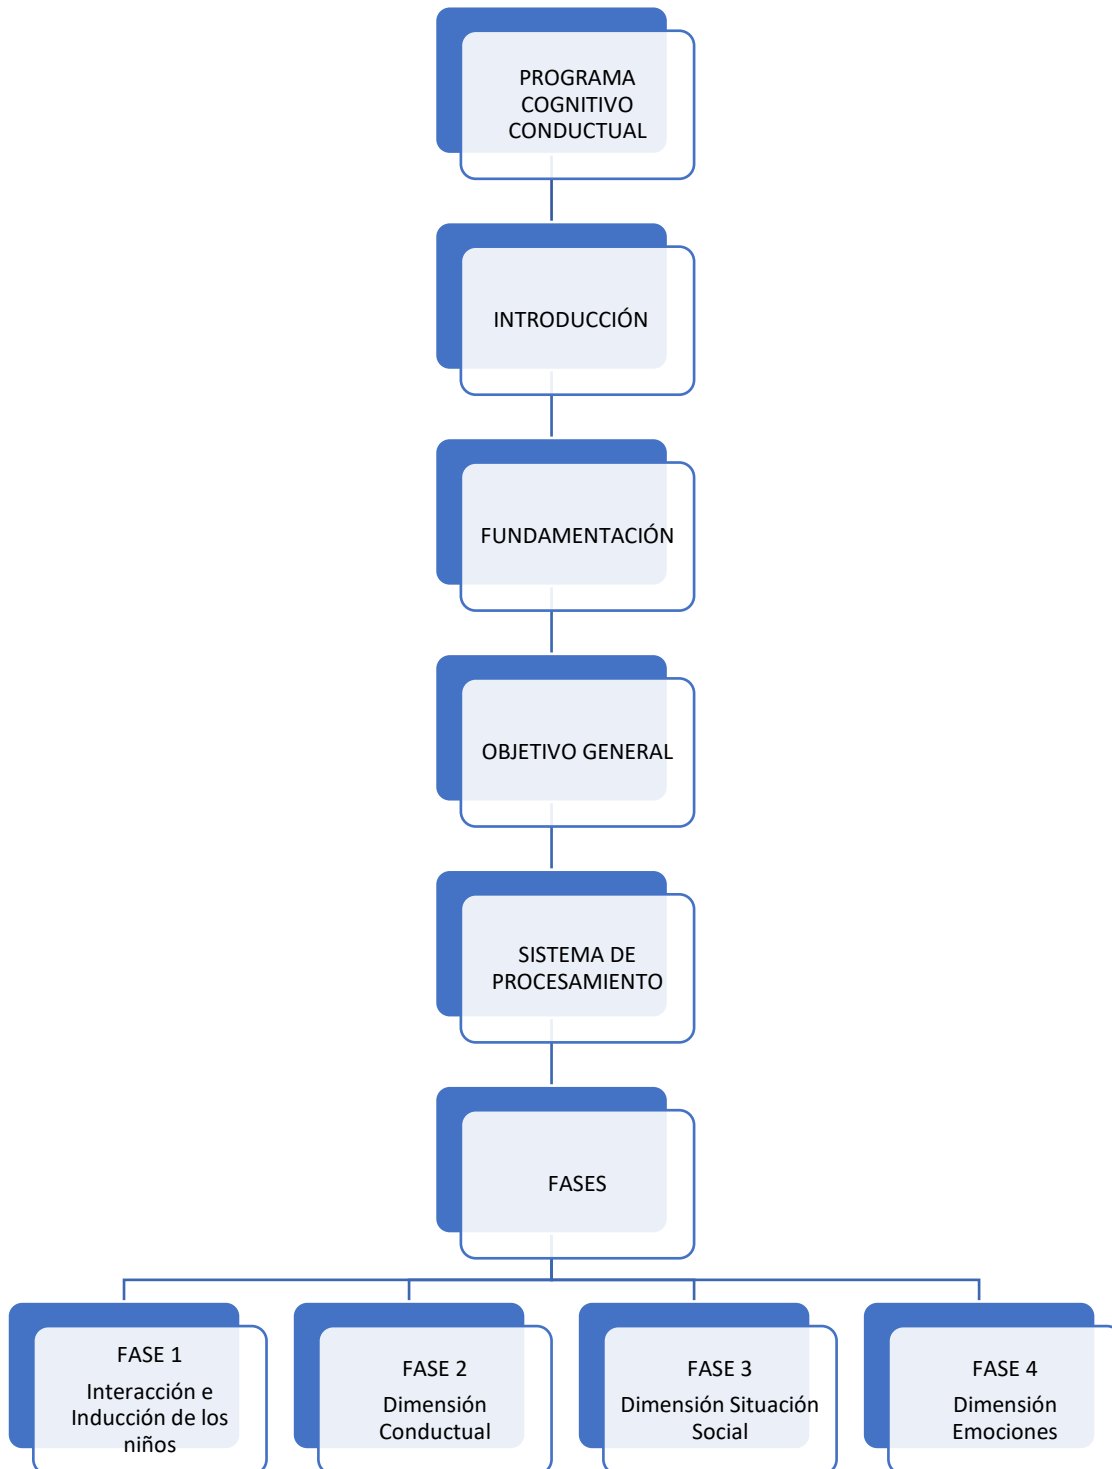 PROGRAMA
COGNITIVO
CONDUCTUAL
INTRODUCCIÓN
FUNDAMENTACIÓN
OBJETIVO GENERAL
SISTEMA DE
PROCESAMIENTO
FASES
FASE 1
Interacción e
Inducción de los
niños
FASE 2
Dimensión
Conductual
FASE 3
Dimensión Situación
Social
FASE 4
Dimensión
Emociones